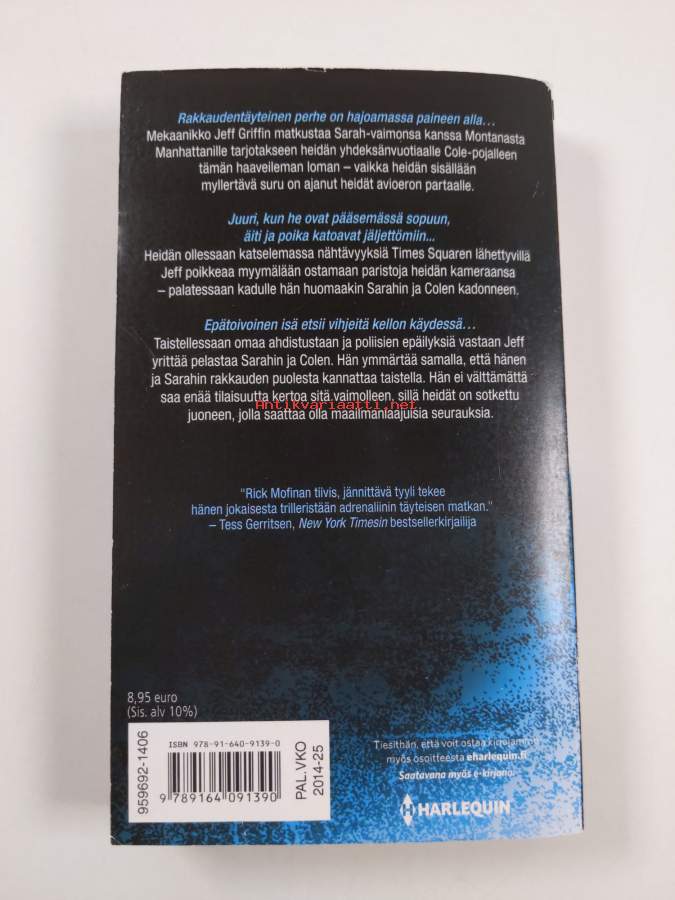 Rakkaudentäyteinen perhe on hajoamassa paineen alla…
Mekaanikko Jeff Griffin matkustaa Sarah-vaimonsa kanssa Montanasta
Manhattanille tarjotakseen heidän yhdeksänvuotiaalle Cole-pojalleen
tämän haaveileman loman – vaikka heidän sisällään
myllertävä suru on ajanut heidät avioeron partaalle.
Juuri, kun he ovat pääsemässä sopuun,
äiti ja poika katoavat jäljettömiin...
Heidän ollessaan katselemassa nähtävyyksiä Times Squaren lähettyvillä
Jeff poikkeaa myymälään ostamaan paristoja heidän kameraansa
– palatessaan kadulle hän huomaakin Sarahin ja Colen kadonneen.
Epätoivoinen isä etsii vihjeitä kellon käydessä…
Taistellessaan omaa ahdistustaan ja poliisien epäilyksiä vastaan Jeff
yrittää pelastaa Sarahin ja Colen. Hän ymmärtää samalla, että hänen
ja Sarahin rakkauden puolesta kannattaa taistella. Hän ei välttämättä
saa enää tilaisuutta kertoa sitä vaimolleen, sillä heidät on sotkettu
Antikvariaatti.net
juoneen, jolla saattaa olla maailmanlaajuisia seurauksia.
"Rick Mofinan tiivis, jännittävä tyyli tekee
hänen jokaisesta trilleristään adrenaliinin täyteisen matkan."
– Tess Gerritsen, New York Timesin bestsellerkirjailija
8,95 euro
(Sis. alv 10%)
959692-1406
ISBN 978-91-640-9139-0
9 789164 091390
PAL.VKO
2014-25
Tiesithän, että voit ostaa kirjojamme
myös osoitteesta eharlequin.fi
Saatavana myös e-kirjana!
HARLEQUIN